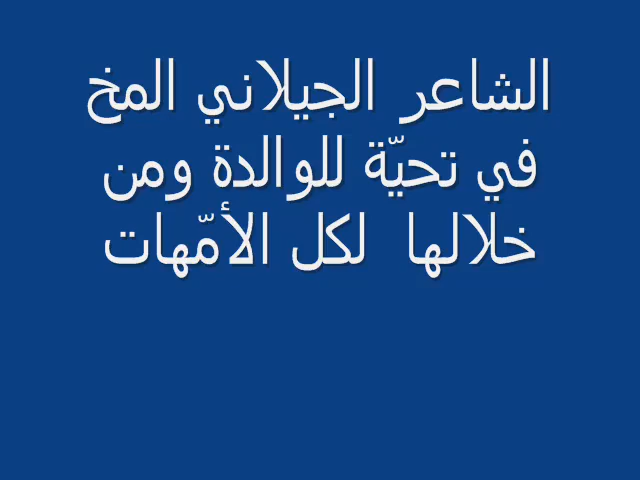 الشاعر الجيلاني المخ
في تحيّة للوالدة ومن
خلالها لكل الأمّهات